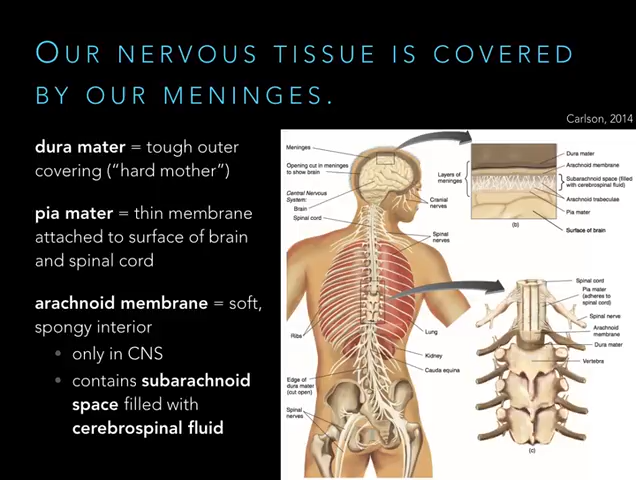 OUR NERVOUS TISSUE IS COVERED
BY OUR MENINGES.
Carlson, 2014
dura mater = tough outer
covering (“hard mother”)
pia mater = thin membrane
attached to surface of brain
and spinal cord
arachnoid membrane = soft,
spongy interior
• only in CNS
• contains subarachnoid
space filled with
cerebrospinal fluid
Meninges
Opening cut in meninges
to show brain
Central Nervous
System:
Brain
Spinal cord
Cranial
nerves
Spinal
nerves
Ribs
Lung
Kidney
Cauda equina
Edge of
dura mater
(cut open)
Spinal
nerves
Layers of
meninges
Dura mater
Arachnoid membrane
Subarachnoid space (filled
with cerebrospinal fluid)
Arachnoid trabeculae
Pia mater
Surface of brain
(b)
Spinal cord
Pia mater
(adheres to
spinal cord)
Spinal nerve
Arachnoid
membrane
Dura mater
Vertebra
(c)